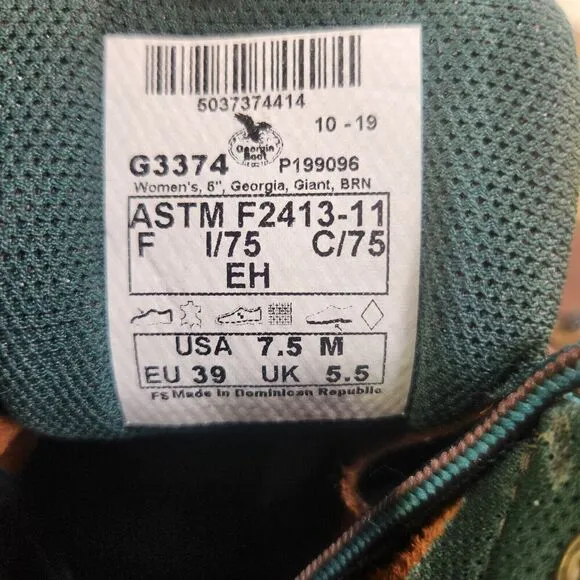 5037374414
10-19
Georgia
Boot
G3374 P199096
Women's, 6", Georgia, Giant, BRN
ASTM F2413-11
F I/75 C/75
EH
USA 7.5 M
EU 39 UK 5.5
FS Made In Dominican Republic